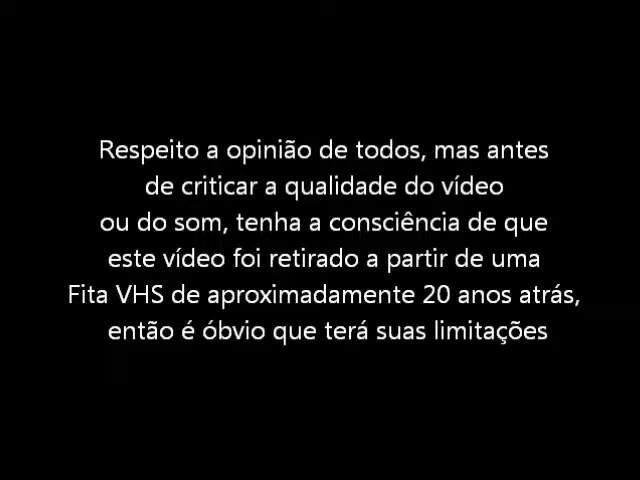 Respeito a opinião de todos, mas antes
de criticar a qualidade do vídeo
ou do som, tenha a consciência de que
este vídeo foi retirado a partir de uma
Fita VHS de aproximadamente 20 anos atrás,
então é óbvio que terá suas limitações